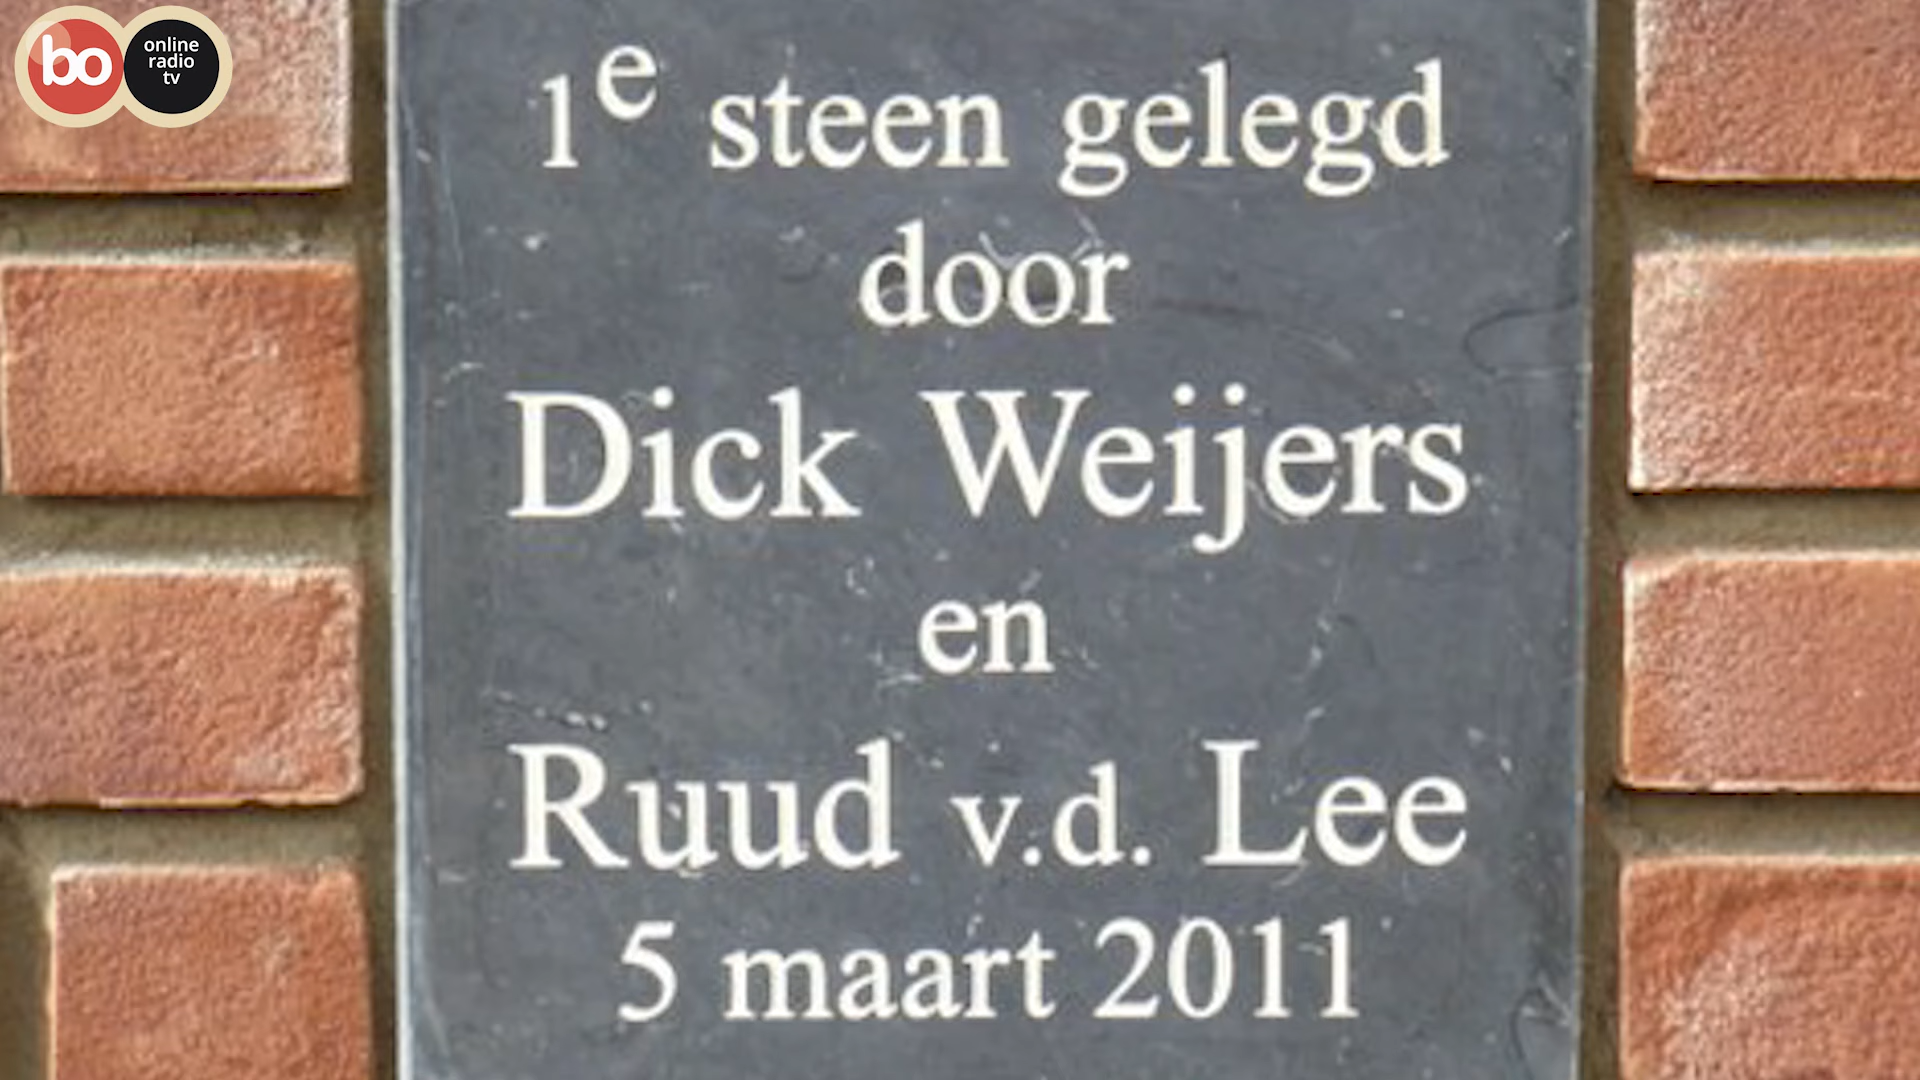 bo
online
radio
tv
1e steen gelegd
door
Dick Weijers
en
Ruud v.d. Lee
5 maart 2011